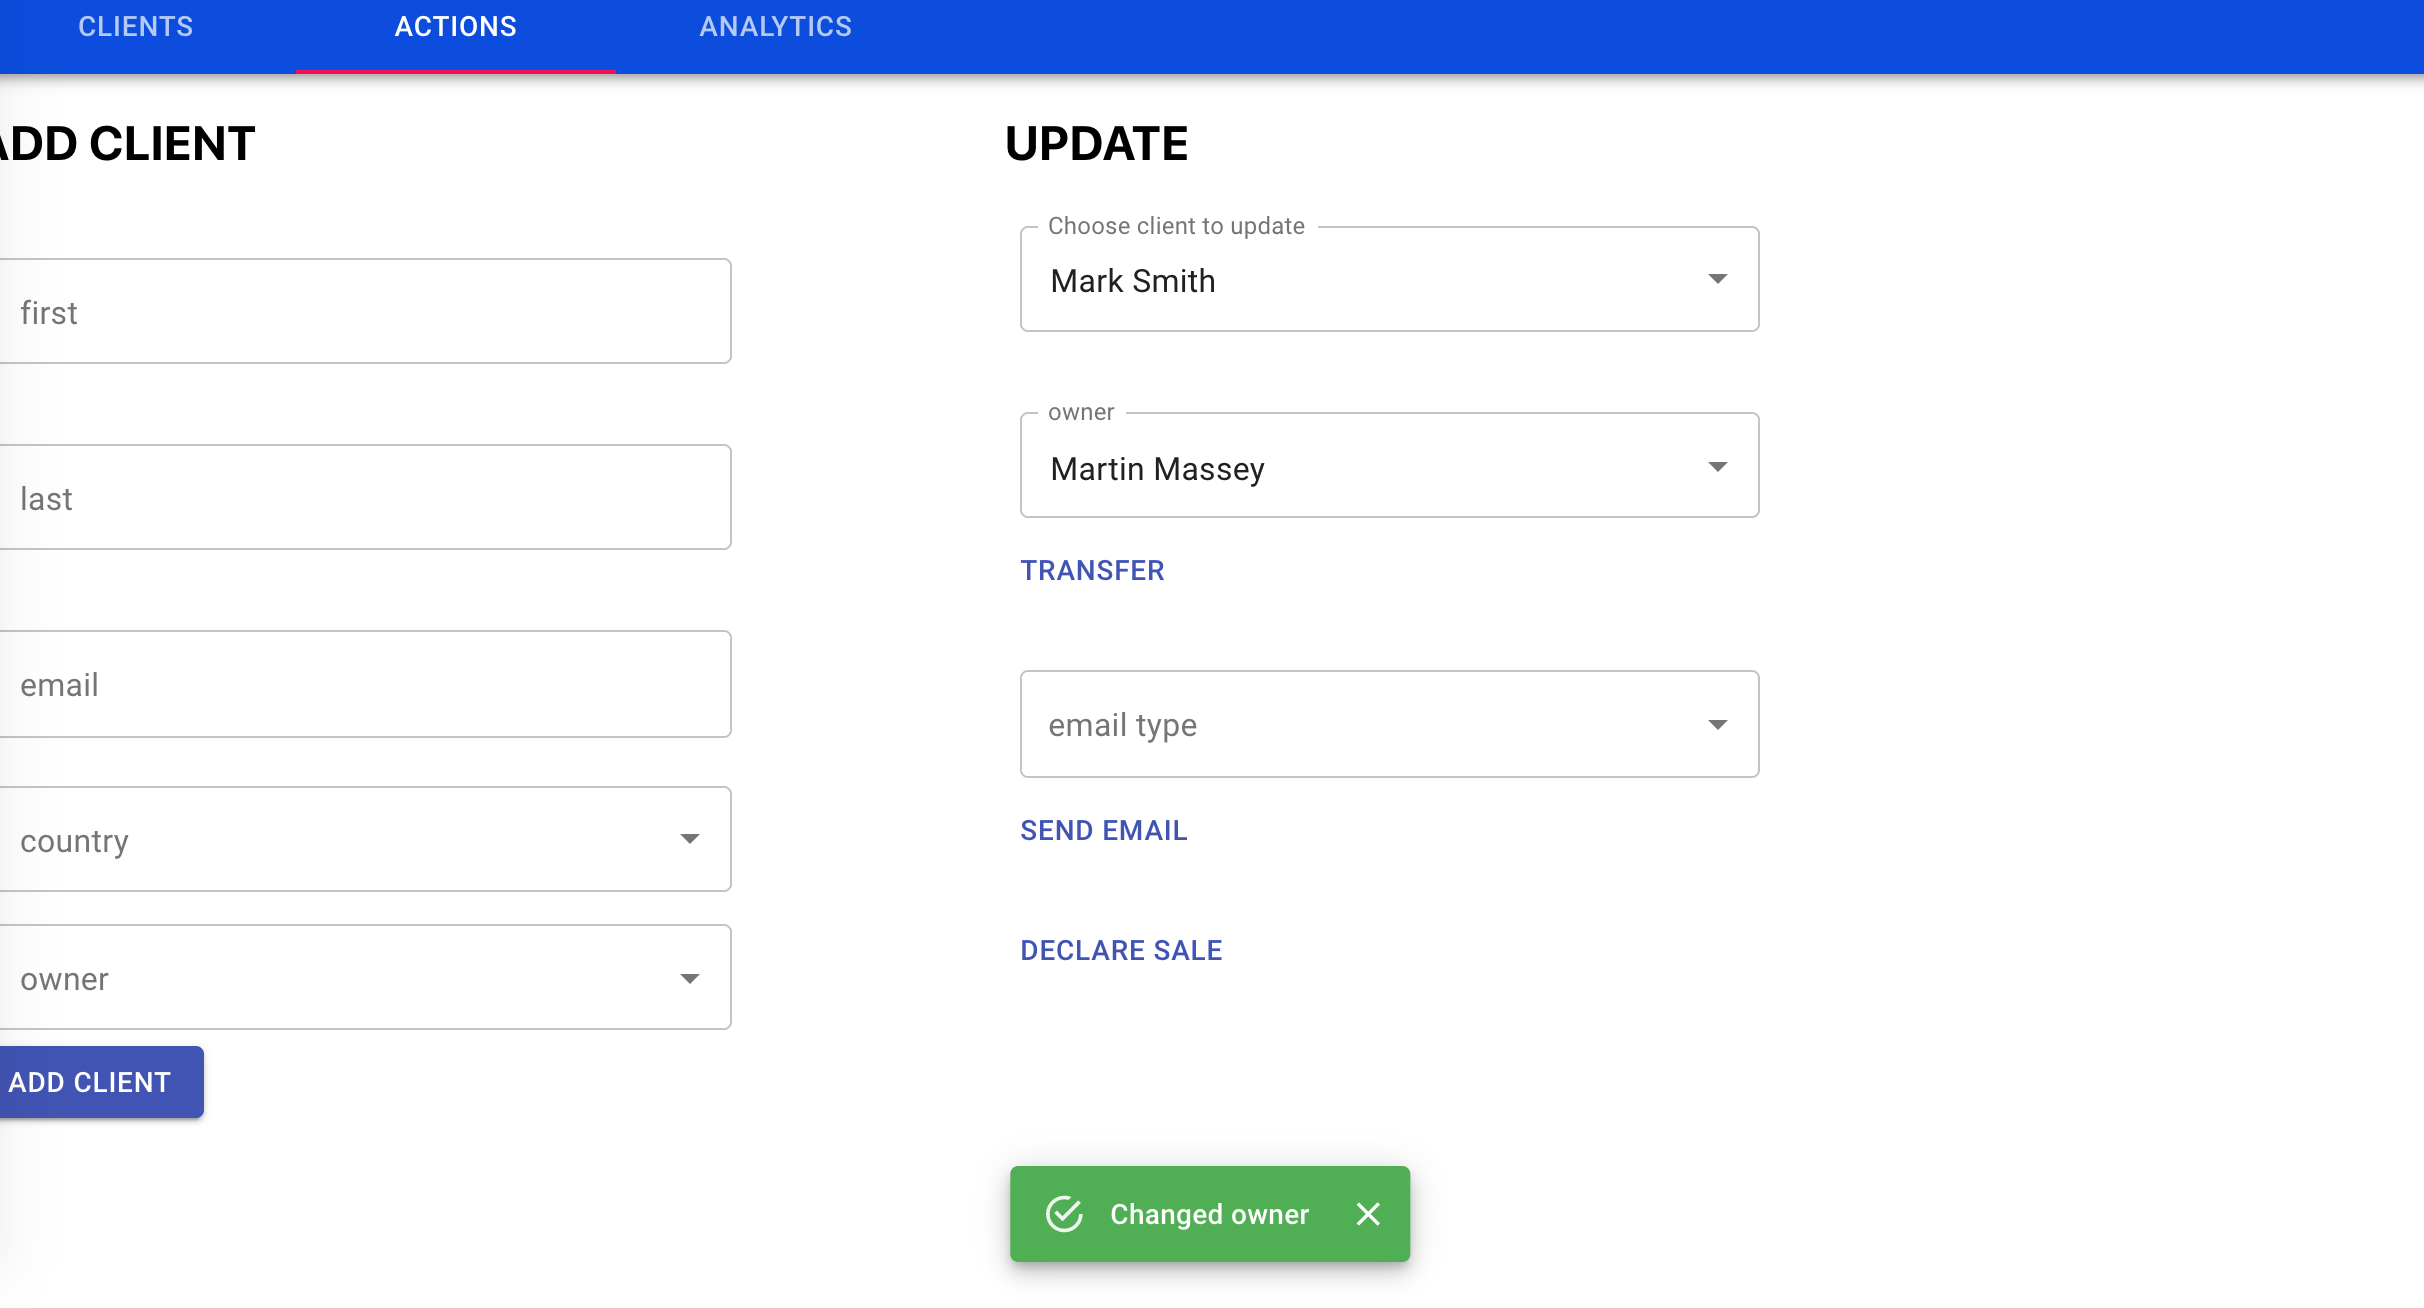 CLIENTS ACTIONS ANALYTICS
ADD CLIENT
first
last
email
country
owner
ADD CLIENT
UPDATE
Choose client to update
Mark Smith
owner
Martin Massey
TRANSFER
email type
SEND EMAIL
DECLARE SALE
Changed owner